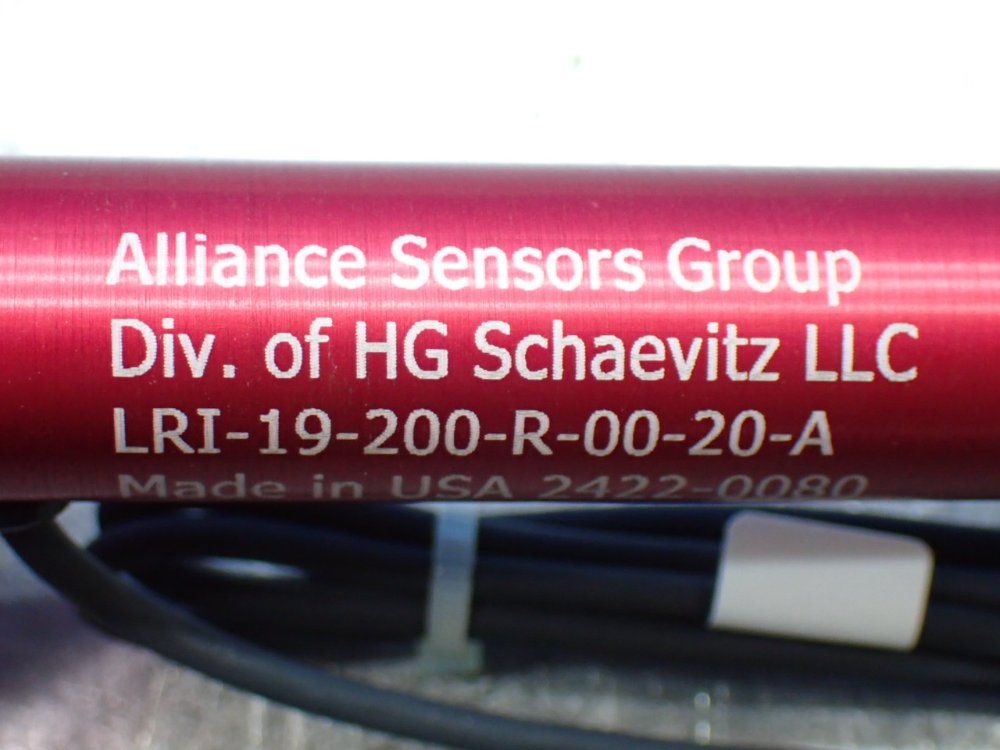 Alliance Sensors Group
Div. of HG Schaevitz LLC
LRI-19-200-R-00-20-A
Made in USA 2422-0080